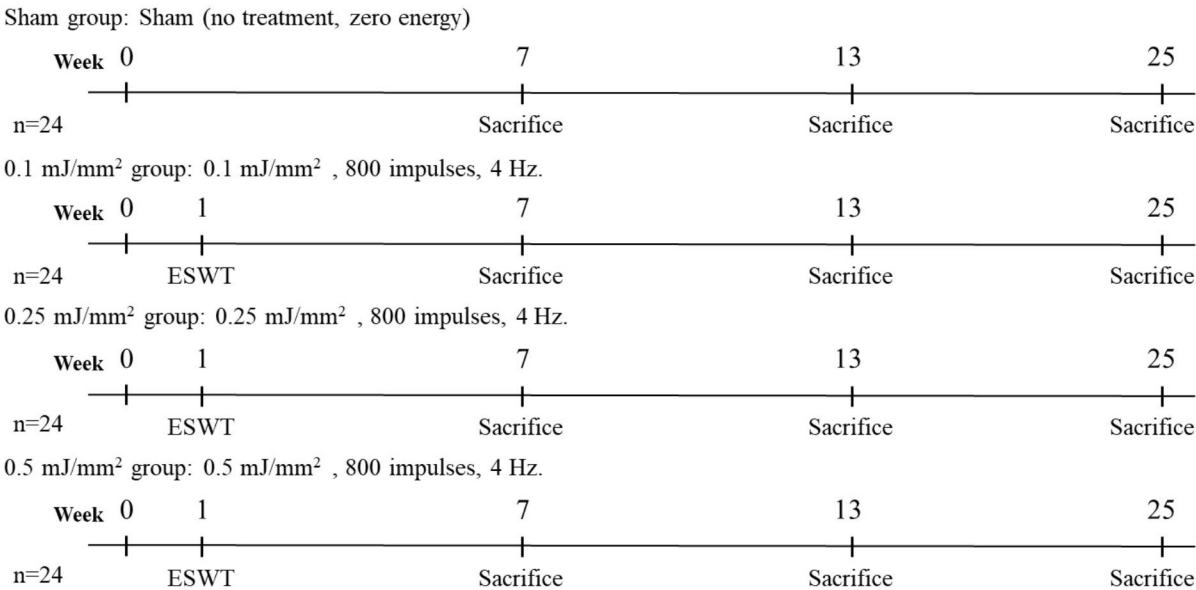 Sham group: Sham (no treatment, zero energy)
Week 0 7 13 25
n=24 Sacrifice Sacrifice Sacrifice
0.1 mJ/mm² group: 0.1 mJ/mm² , 800 impulses, 4 Hz.
Week 0 1 7 13 25
n=24 ESWT Sacrifice Sacrifice Sacrifice
0.25 mJ/mm² group: 0.25 mJ/mm² , 800 impulses, 4 Hz.
Week 0 1 7 13 25
n=24 ESWT Sacrifice Sacrifice Sacrifice
0.5 mJ/mm² group: 0.5 mJ/mm² , 800 impulses, 4 Hz.
Week 0 1 7 13 25
n=24 ESWT Sacrifice Sacrifice Sacrifice